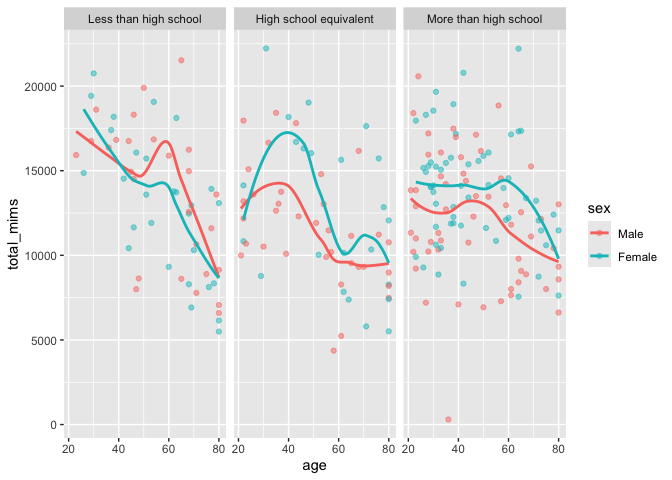 Less than high school
High school equivalent
More than high school
20000
15000
10000
5000
0
total_mims
20 40 60 80
20 40 60 80
20 40 60 80
age
sex
Male
Female